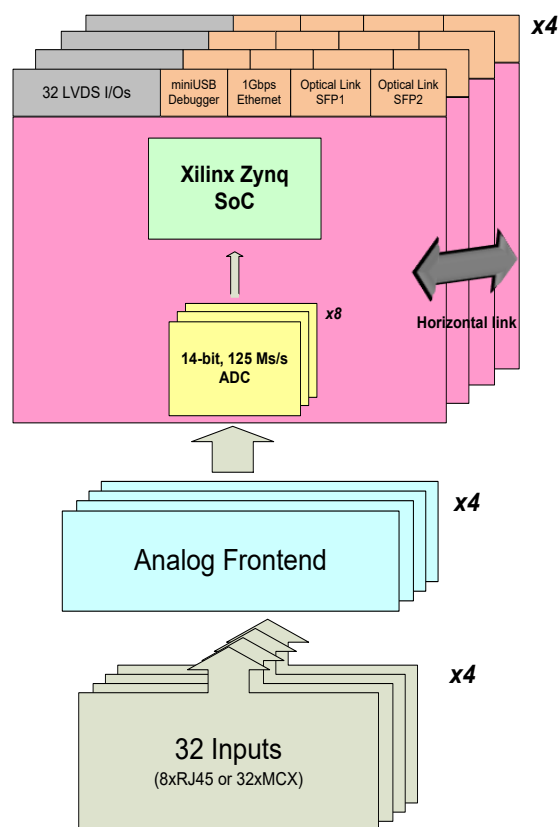 x4
32 LVDS I/Os
miniUSB
Debugger
1Gbps
Ethernet
Optical Link
SFP1
Optical Link
SFP2
Xilinx Zynq
SoC
Horizontal link
x8
14-bit, 125 Ms/s
ADC
x4
Analog Frontend
x4
32 Inputs
(8xRJ45 or 32xMCX)